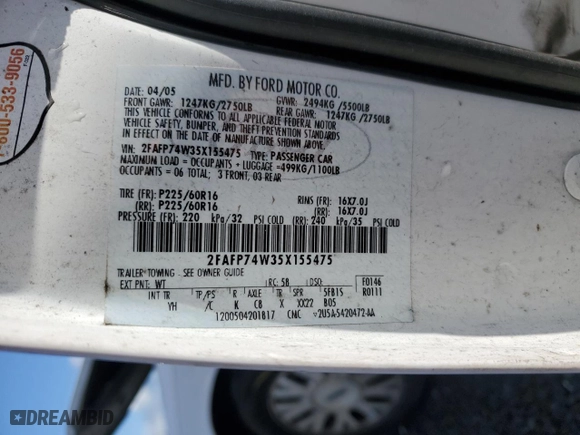 800-533-9056
MFD. BY FORD MOTOR CO.
DATE: 04/05
GVWR: 2494KG/5500LB
FRONT GAWR: 1247KG/2750LB
REAR GAWR: 1247KG/2750LB
THIS VEHICLE CONFORMS TO ALL APPLICABLE FEDERAL MOTOR
VEHICLE SAFETY, BUMPER, AND THEFT PREVENTION STANDARDS
IN EFFECT ON THE DATE OF MANUFACTURE SHOWN ABOVE.
VIN: 2FAFP74W35X155475 TYPE: PASSENGER CAR
MAXIMUM LOAD = OCCUPANTS + LUGGAGE =499KG/1100LB
OCCUPANTS = 06 TOTAL; 3 FRONT, 03 REAR
TIRE (FR): P225/60R16 RIMS (FR): 16X7.0J
(RR): P225/60R16 (RR): 16X7.0J
PRESSURE (FR): 220 kPa/32 PSI COLD (RR): 240 kPa/35 PSI COLD
2FAFP74W35X155475
TRAILER TOWING - SEE OWNER GUIDE
EXT PNT: WT RC: 58 DSO: F0146
INT TR TP/PS R AXLE TR SPR 5FB15 R0111
YH K C8 X XX22 B05
1200504201817 CMC
DREAMBID